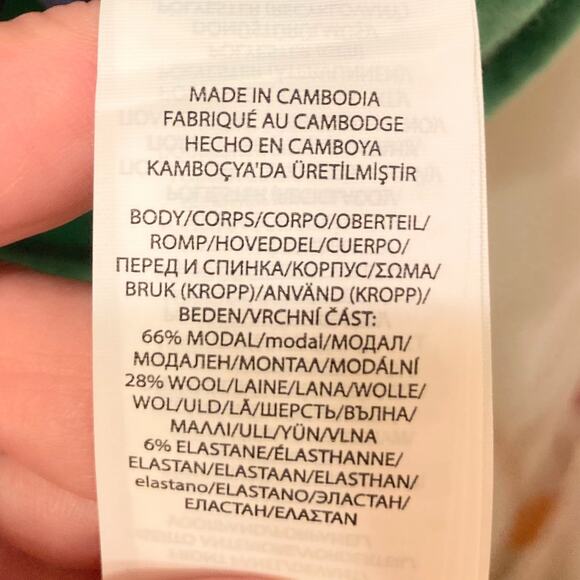 MADE IN CAMBODIA
FABRIQUÉ AU CAMBODGE
HECHO EN CAMBOYA
KAMBOÇYA'DA ÜRETİLMİŞTİR
BODY/CORPS/CORPO/OBERTEIL/
ROMP/HOVEDDEL/CUERPO/
ПЕРЕД И СПИНКА/КОРПУС/ΣΩΜΑ/
BRUK (KROPP)/ANVÄND (KROPP)/
BEDEN/VRCHNÍ ČÁST:
66% MODAL/modal/МОДАЛ/
МОДАЛЕН/ΜΟΝΤΑΛ/MODÁLNÍ
28% WOOL/LAINE/LANA/WOLLE/
WOL/ULD/LÃ/ШЕРСТЬ/ВЪЛНА/
ΜΑΛΛΙ/ULL/YÜN/VLNA
6% ELASTANE/ÉLASTHANNE/
ELASTAN/ELASTAAN/ELASTHAN/
elastano/ELASTANO/ЭЛАСТАН/
ЕЛАСТАН/ΕΛΑΣΤΑΝ